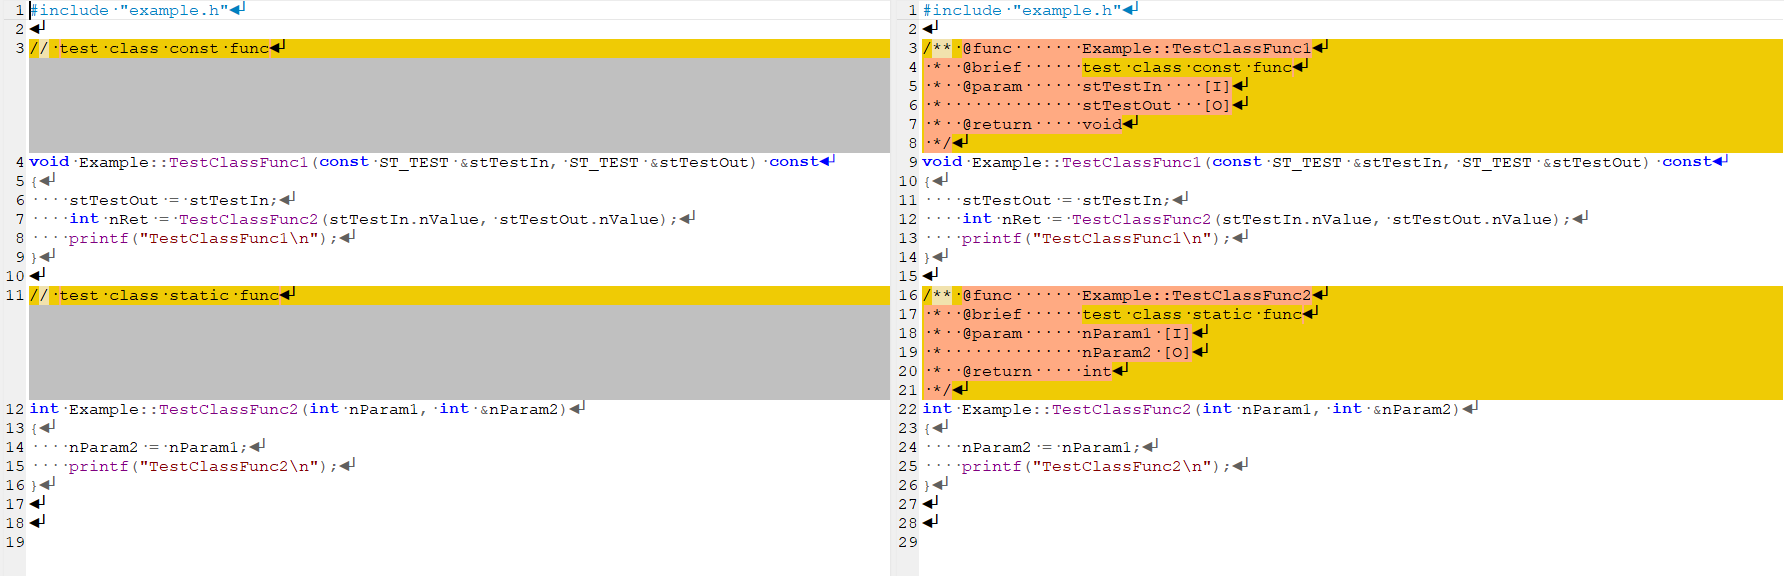 1 #include "example.h"
2
3 // test class const func
4 void Example::TestClassFunc1(const ST_TEST &stTestIn, ST_TEST &stTestOut) const
5 {
6     stTestOut = stTestIn;
7     int nRet = TestClassFunc2(stTestIn.nValue, stTestOut.nValue);
8     printf("TestClassFunc1\n");
9 }
10
11 // test class static func
12 int Example::TestClassFunc2(int nParam1, int &nParam2)
13 {
14     nParam2 = nParam1;
15     printf("TestClassFunc2\n");
16 }
17
18
19
1 #include "example.h"
2
3 /** @func       Example::TestClassFunc1
4  *  @brief      test class const func
5  *  @param      stTestIn    [I]
6  *              stTestOut   [O]
7  *  @return     void
8  */
9 void Example::TestClassFunc1(const ST_TEST &stTestIn, ST_TEST &stTestOut) const
10 {
11     stTestOut = stTestIn;
12     int nRet = TestClassFunc2(stTestIn.nValue, stTestOut.nValue);
13     printf("TestClassFunc1\n");
14 }
15
16 /** @func       Example::TestClassFunc2
17  *  @brief      test class static func
18  *  @param      nParam1 [I]
19  *              nParam2 [O]
20  *  @return     int
21  */
22 int Example::TestClassFunc2(int nParam1, int &nParam2)
23 {
24     nParam2 = nParam1;
25     printf("TestClassFunc2\n");
26 }
27
28
29